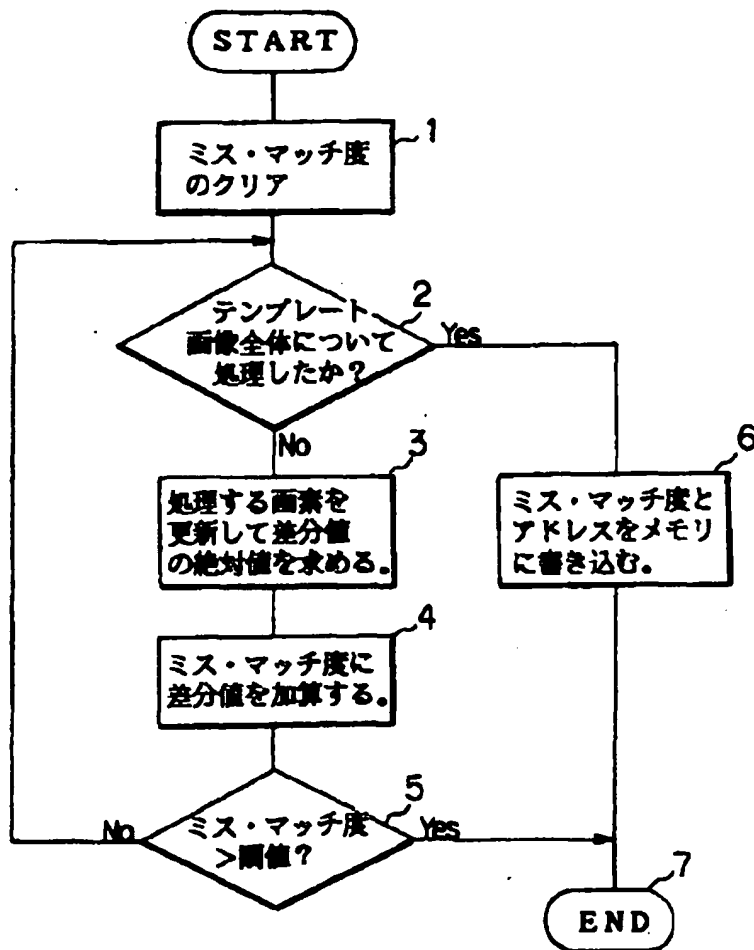 START
1
ミス・マッチ度
のクリア
2
テンプレート
画像全体について
処理したか?
Yes
No
3
処理する画素を
更新して差分値
の絶対値を求める。
6
ミス・マッチ度と
アドレスをメモリ
に書き込む。
4
ミス・マッチ度に
差分値を加算する。
5
ミス・マッチ度
>閾値?
No
Yes
7
END